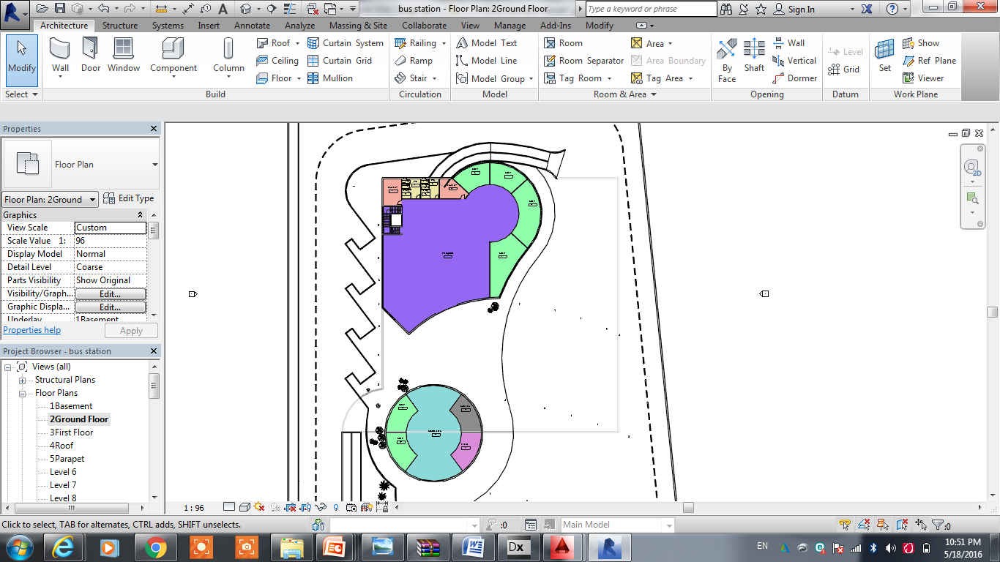 bus station - Floor Plan: 2Ground Floor
Type a keyword or phrase
Sign In
Architecture Structure Systems Insert Annotate Analyze Massing & Site Collaborate View Manage Add-Ins Modify
Modify
Wall
Door
Window
Component
Column
Roof
Ceiling
Floor
Curtain System
Curtain Grid
Mullion
Railing
Ramp
Stair
Model Text
Model Line
Model Group
Room
Room Separator
Tag Room
Area
Area Boundary
Tag Area
By
Face
Shaft
Wall
Vertical
Dormer
Level
Grid
Set
Show
Ref Plane
Viewer
Select
Build
Circulation
Model
Room & Area
Opening
Datum
Work Plane
Properties
Floor Plan
Floor Plan: 2Ground
Edit Type
Graphics
View Scale Custom
Scale Value 1: 96
Display Model Normal
Detail Level Coarse
Parts Visibility Show Original
Visibility/Graph... Edit...
Graphic Displa... Edit...
Underlay 1Basement
Properties help
Apply
Project Browser - bus station
Views (all)
Structural Plans
Floor Plans
1Basement
2Ground Floor
3First Floor
4Roof
5Parapet
Level 6
Level 7
Level 8
2D
1 : 96
Click to select, TAB for alternates, CTRL adds, SHIFT unselects.
:0
Main Model
:0
Dx
EN
10:51 PM
5/18/2016